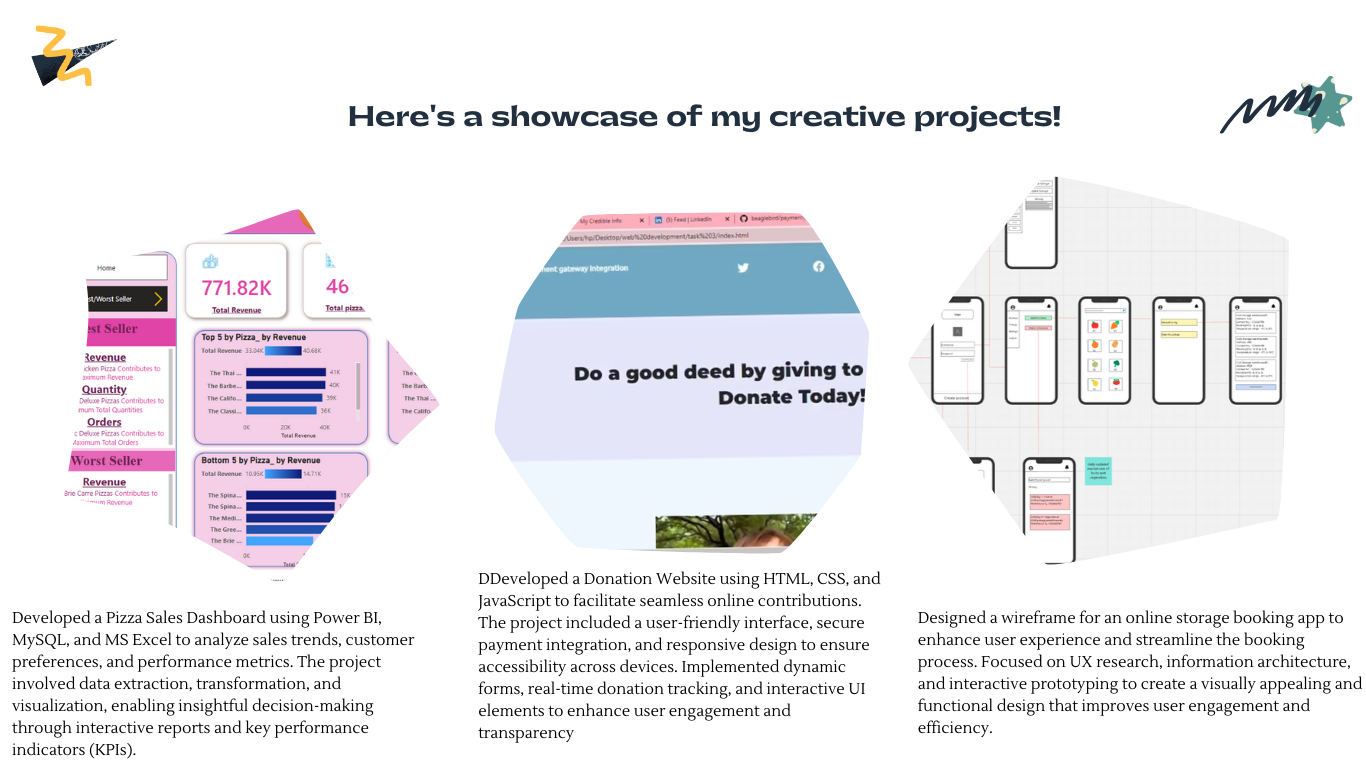 Here's a showcase of my creative projects!
Home
st/Worst Seller
est Seller
Revenue
cken Pizza Contributes to
aximum Revenue
Quantity
Deluxe Pizzas Contributes to
mum Total Quantities
Orders
c Deluxe Pizzas Contributes to
Maximum Total Orders
Worst Seller
Revenue
Brie Carre Pizzas Contributes to
nimum Revenue
771.82K
Total Revenue
46
Total pizza
Top 5 by Pizza_ by Revenue
Total Revenue 33.04K 40.66K
The Thai ... 41K
The Barbe... 40K
The Califo... 39K
The Classi... 36K
0K 20K 40K
Total Revenue
The Barb
The Thai
The Califo
Bottom 5 by Pizza_ by Revenue
Total Revenue 10.95K 14.71K
The Spina... 15K
The Spina...
The Medi...
The Gree...
The Brie ...
0K
Total
My Credible Info
(5) Feed | LinkedIn
beaglebird/paymen
/Users/hp/Desktop/web%20development/task%203/index.html
ment gateway Integration
Do a good deed by giving to
Donate Today!
Create account
Developed a Pizza Sales Dashboard using Power BI,
MySQL, and MS Excel to analyze sales trends, customer
preferences, and performance metrics. The project
involved data extraction, transformation, and
visualization, enabling insightful decision-making
through interactive reports and key performance
indicators (KPIs).
DDeveloped a Donation Website using HTML, CSS, and
JavaScript to facilitate seamless online contributions.
The project included a user-friendly interface, secure
payment integration, and responsive design to ensure
accessibility across devices. Implemented dynamic
forms, real-time donation tracking, and interactive UI
elements to enhance user engagement and
transparency
Designed a wireframe for an online storage booking app to
enhance user experience and streamline the booking
process. Focused on UX research, information architecture,
and interactive prototyping to create a visually appealing and
functional design that improves user engagement and
efficiency.